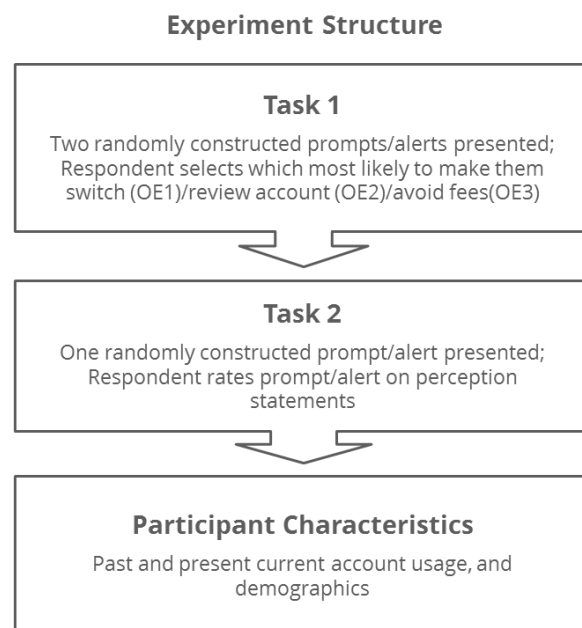 Experiment Structure
Task 1
Two randomly constructed prompts/alerts presented;
Respondent selects which most likely to make them
switch (OE1)/review account (OE2)/avoid fees(OE3)
Task 2
One randomly constructed prompt/alert presented;
Respondent rates prompt/alert on perception
statements
Participant Characteristics
Past and present current account usage, and
demographics